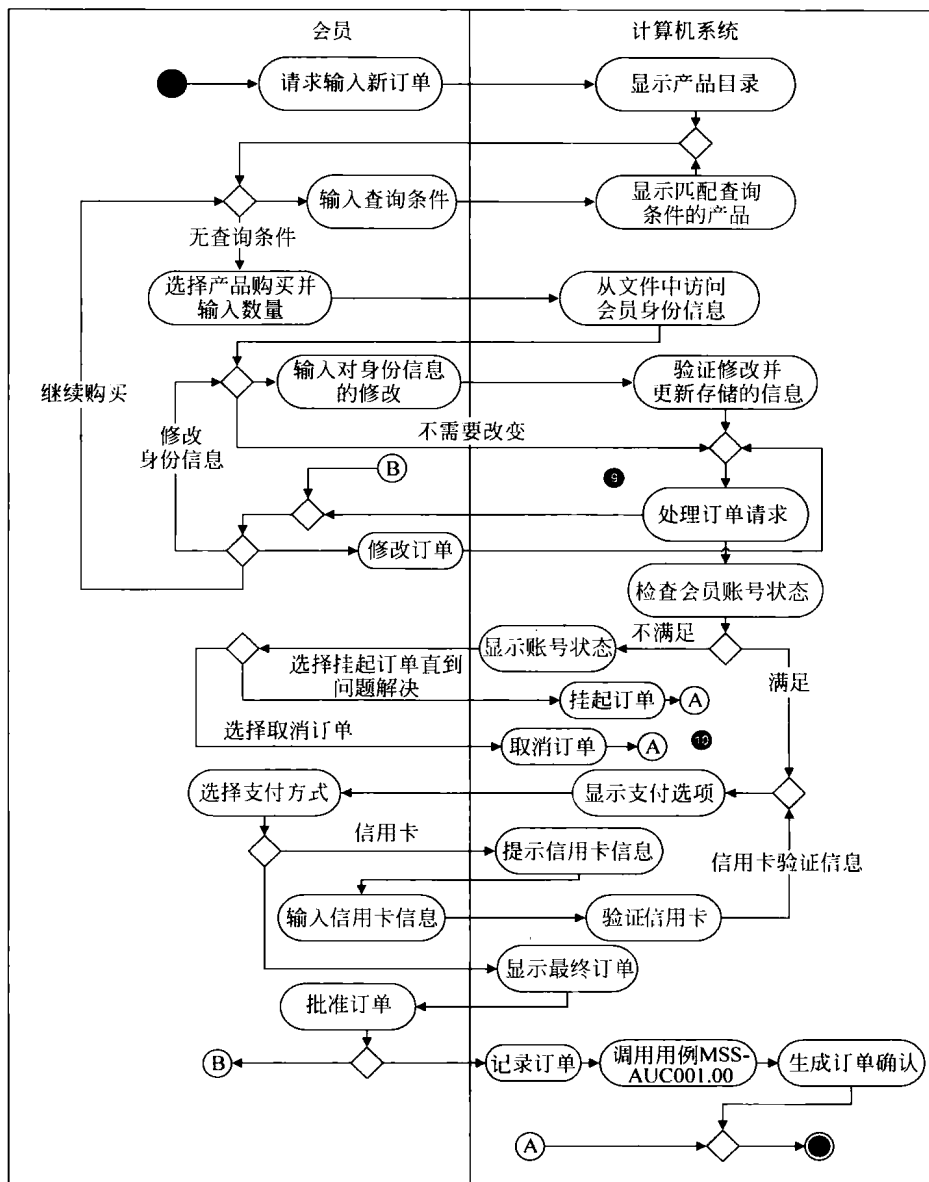 会员
计算机系统
请求输入新订单
显示产品目录
输入查询条件
显示匹配查询
条件的产品
无查询条件
选择产品购买并
输入数量
从文件中访问
会员身份信息
继续购买
输入对身份信息
的修改
验证修改并
更新存储的信息
不需要改变
修改
身份信息
B
5
处理订单请求
修改订单
检查会员账号状态
显示账号状态
不满足
满足
选择挂起订单直到
问题解决
挂起订单
A
选择取消订单
取消订单
A
10
选择支付方式
显示支付选项
信用卡
提示信用卡信息
信用卡验证信息
输入信用卡信息
验证信用卡
显示最终订单
批准订单
B
记录订单
调用用例MSS-
AUC001.00
生成订单确认
A